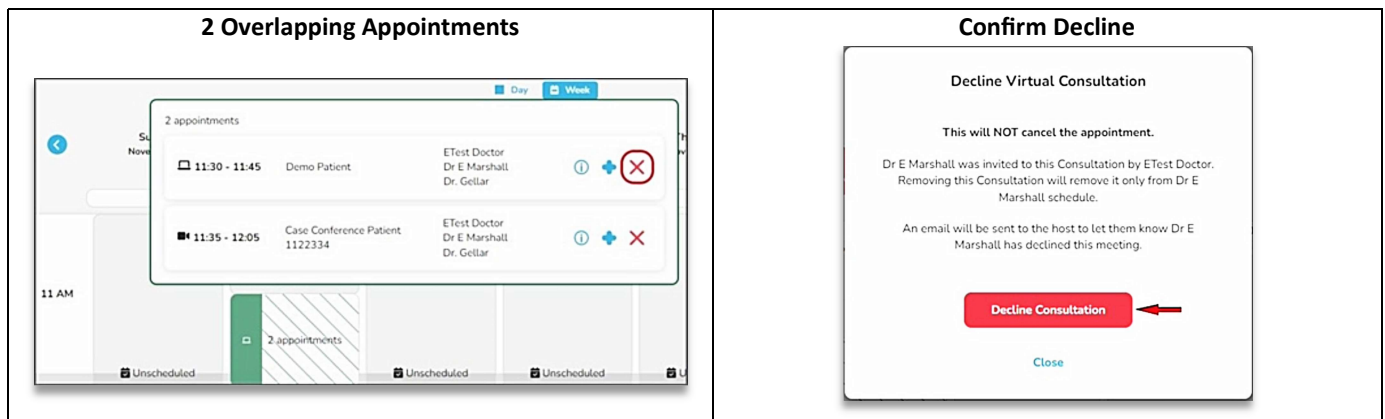 2 Overlapping Appointments
Day Week
2 appointments
Su
Nove
11:30 - 11:45 Demo Patient ETest Doctor
Dr E Marshall
Dr. Gellar
11:35 - 12:05 Case Conference Patient
1122334
ETest Doctor
Dr E Marshall
Dr. Gellar
11 AM
2 appointments
Unscheduled Unscheduled Unscheduled U
Confirm Decline
Decline Virtual Consultation
This will NOT cancel the appointment.
Dr E Marshall was invited to this Consultation by ETest Doctor.
Removing this Consultation will remove it only from Dr E
Marshall schedule.
An email will be sent to the host to let them know Dr E
Marshall has declined this meeting.
Decline Consultation
Close